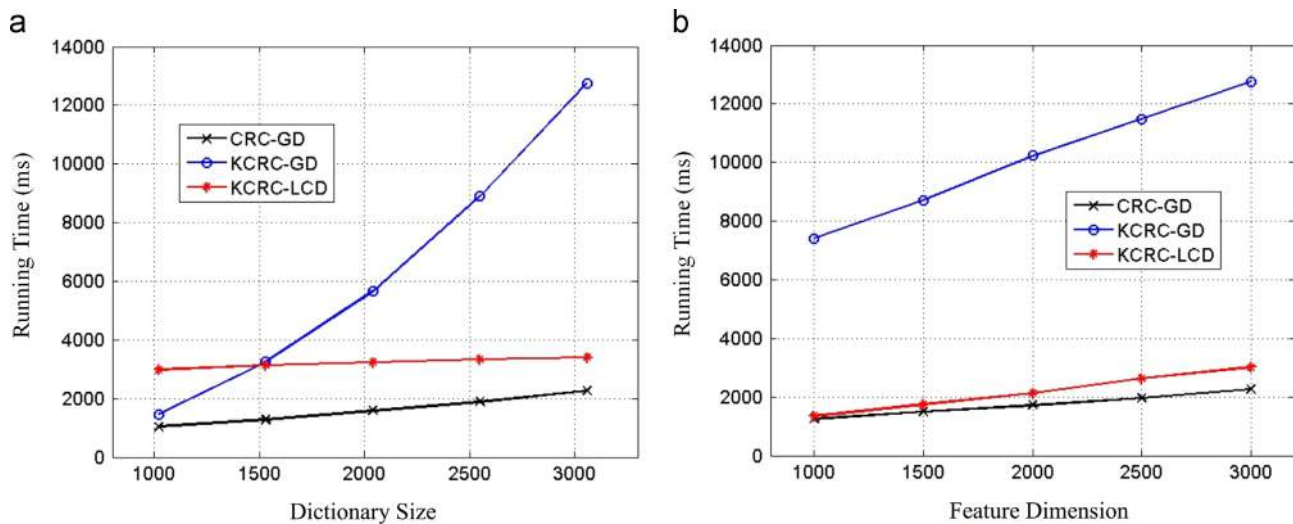 a
14000
12000
10000
8000
6000
4000
2000
0
Running Time (ms)
CRC-GD
KCRC-GD
KCRC-LCD
1000 1500 2000 2500 3000
Dictionary Size
b
14000
12000
10000
8000
6000
4000
2000
0
Running Time (ms)
CRC-GD
KCRC-GD
KCRC-LCD
1000 1500 2000 2500 3000
Feature Dimension